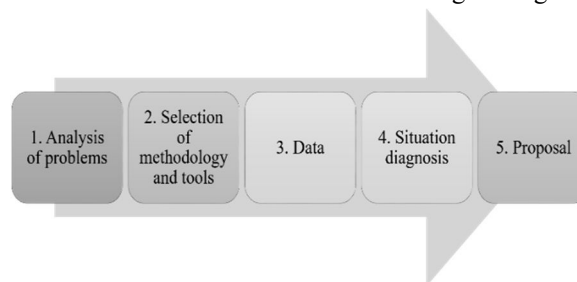 1. Analysis
of problems
2. Selection
of
methodology
and tools
3. Data
4. Situation
diagnosis
5. Proposal